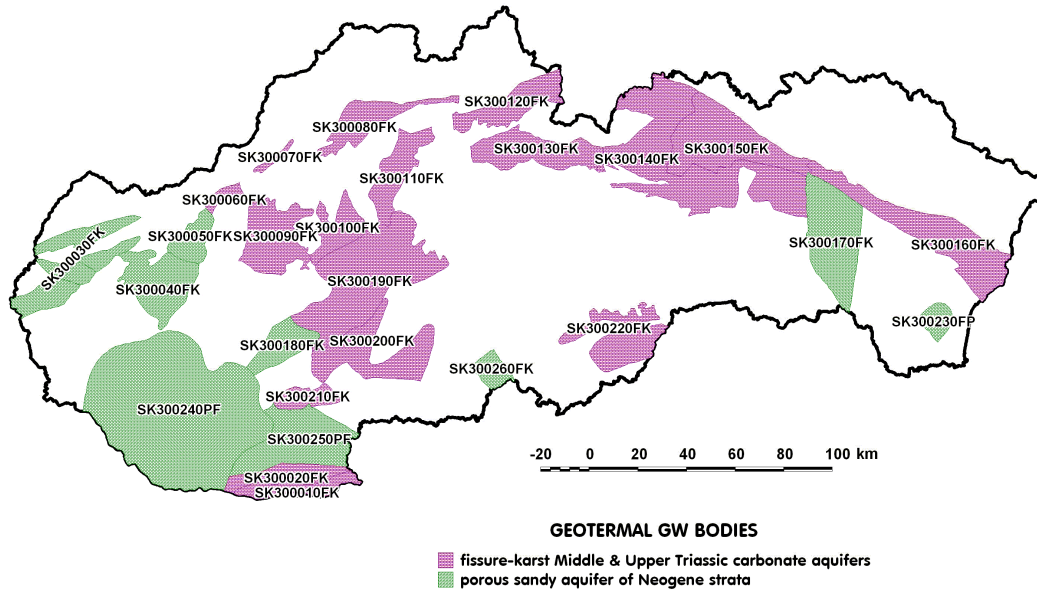 SK300120FK
SK300080FK
SK300130FK
SK300150FK
SK300070FK
SK300140FK
SK300110FK
SK300060FK
SK300100FK
SK300050FK
SK300090FK
SK300030FK
SK300170FK
SK300160FK
SK300190FK
SK300040FK
SK300230FP
SK300220FK
SK300200FK
SK300180FK
SK300260FK
SK300210FK
SK300240PF
SK300250PF
SK300020FK
SK300010FK
-20 0 20 40 60 80 100 km
GEOTERMAL GW BODIES
fissure-karst Middle & Upper Triassic carbonate aquifers
porous sandy aquifer of Neogene strata